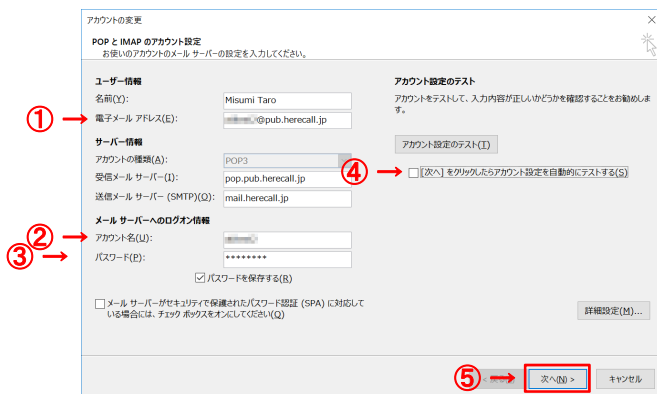 アカウントの変更
POP と IMAP のアカウント設定
お使いのアカウントのメール サーバーの設定を入力してください。
ユーザー情報
名前(Y):
Misumi Taro
① 電子メール アドレス(E):
@pub.herecall.jp
サーバー情報
アカウントの種類(A):
POP3
受信メール サーバー(I):
pop.pub.herecall.jp
送信メール サーバー (SMTP)(O):
mail.herecall.jp
メール サーバーへのログオン情報
② アカウント名(U):
③ パスワード(P):
********
パスワードを保存する(R)
メール サーバーがセキュリティで保護されたパスワード認証 (SPA) に対応して
いる場合には、チェック ボックスをオンにしてください(Q)
アカウント設定のテスト
アカウントをテストして、入力内容が正しいかどうかを確認することをお勧めしま
す。
アカウント設定のテスト(T)
④ [次へ] をクリックしたらアカウント設定を自動的にテストする(S)
詳細設定(M)...
⑤ 次へ(N) >
キャンセル